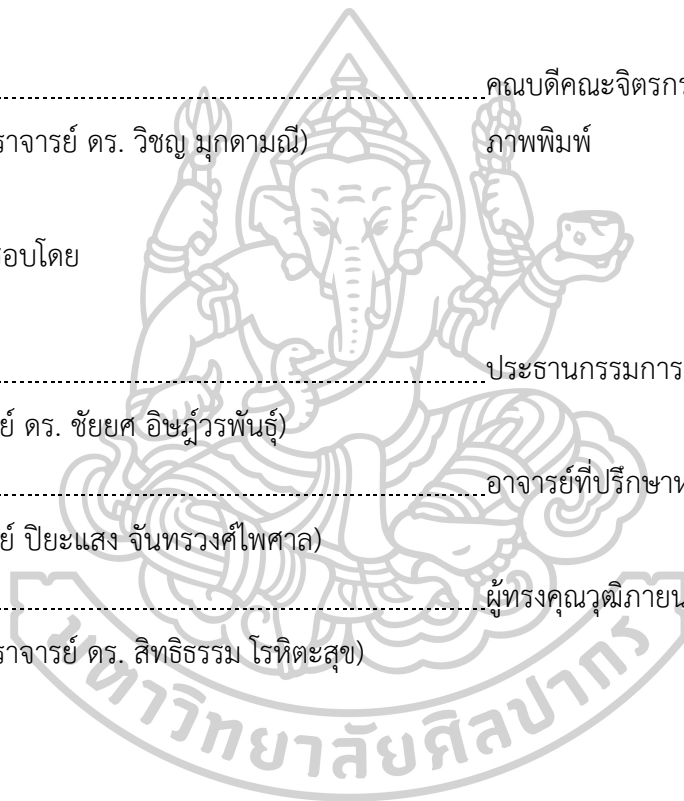 คณบดีคณะจิตรกร
ราจารย์ ดร. วิชญ มุกดามณี) ภาพพิมพ์
อบโดย
ประธานกรรมการ
ย์ ดร. ชัยยศ อิษฎ์วรพันธุ์)
อาจารย์ที่ปรึกษา
ย์ ปิยะแสง จันทรวงศ์ไพศาล)
ผู้ทรงคุณวุฒิภาย
ราจารย์ ดร. สิทธิธรรม โรหิตะสุข)
มหาวิทยาลัยศิลปากร